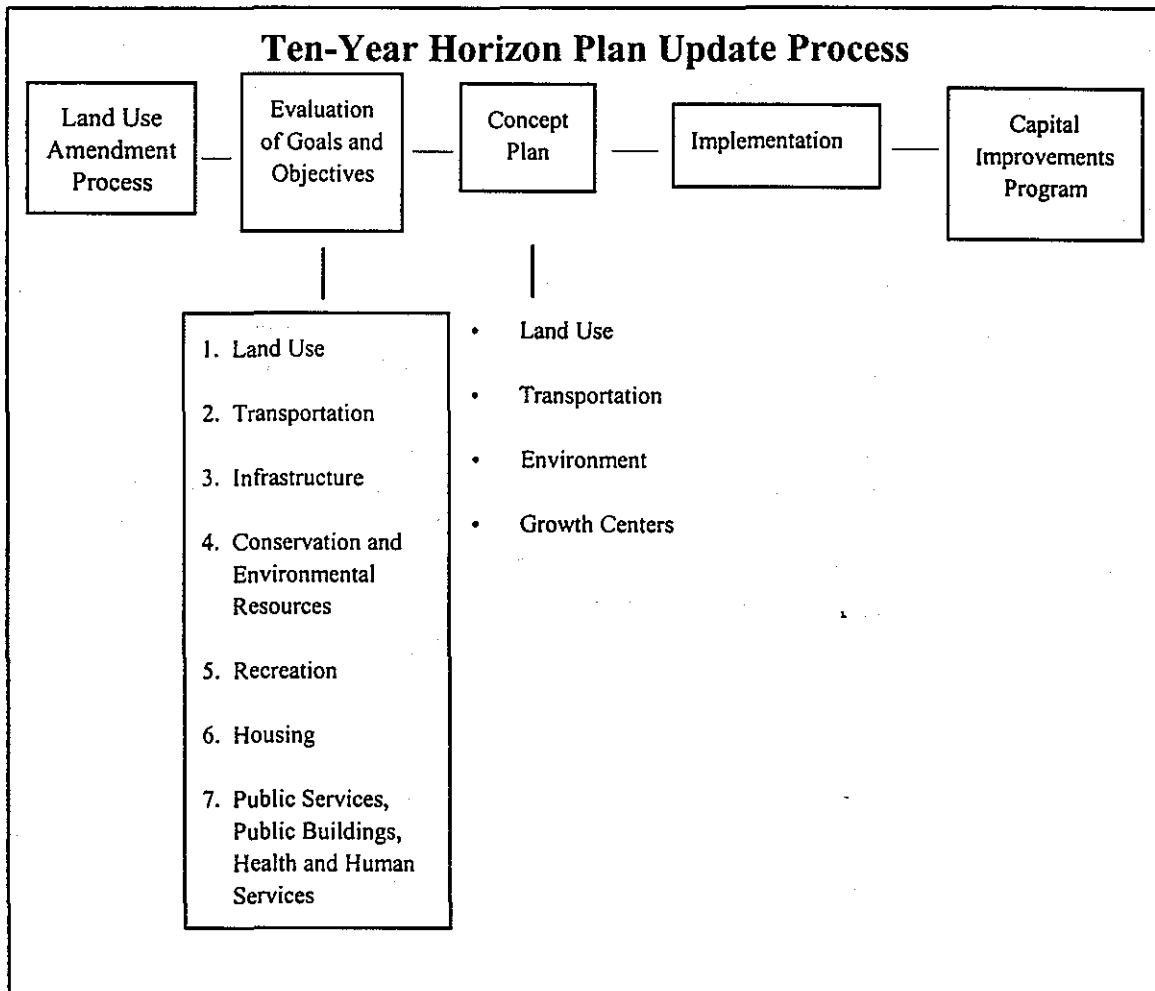 Ten-Year Horizon Plan Update Process
Land Use
Amendment
Process
Evaluation
of Goals and
Objectives
Concept
Plan
Implementation
Capital
Improvements
Program
1. Land Use
2. Transportation
3. Infrastructure
4. Conservation and
Environmental
Resources
5. Recreation
6. Housing
7. Public Services,
Public Buildings,
Health and Human
Services
• Land Use
• Transportation
• Environment
• Growth Centers